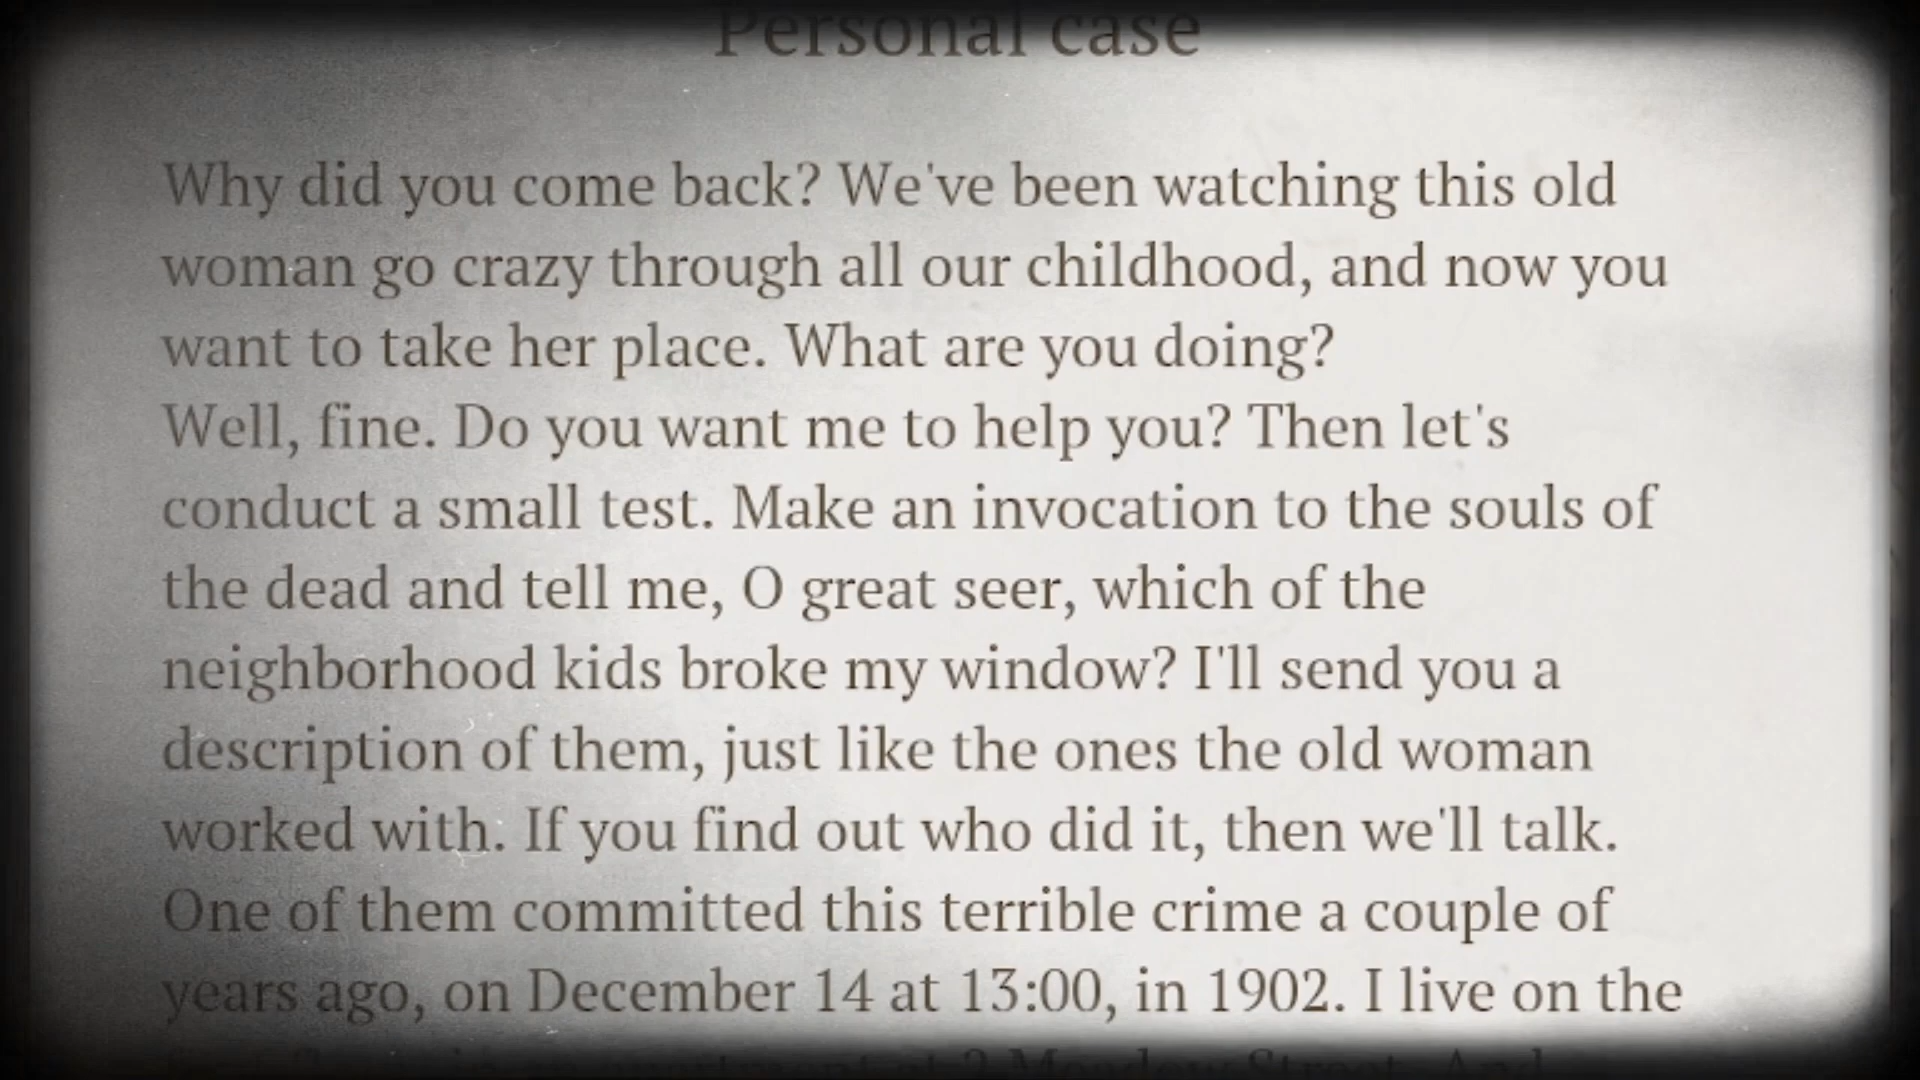 Personal case
Why did you come back? We've been watching this old
woman go crazy through all our childhood, and now you
want to take her place. What are you doing?
Well, fine. Do you want me to help you? Then let's
conduct a small test. Make an invocation to the souls of
the dead and tell me, O great seer, which of the
neighborhood kids broke my window? I'll send you a
description of them, just like the ones the old woman
worked with. If you find out who did it, then we'll talk.
One of them committed this terrible crime a couple of
years ago, on December 14 at 13:00, in 1902. I live on the
Meadow Street. And